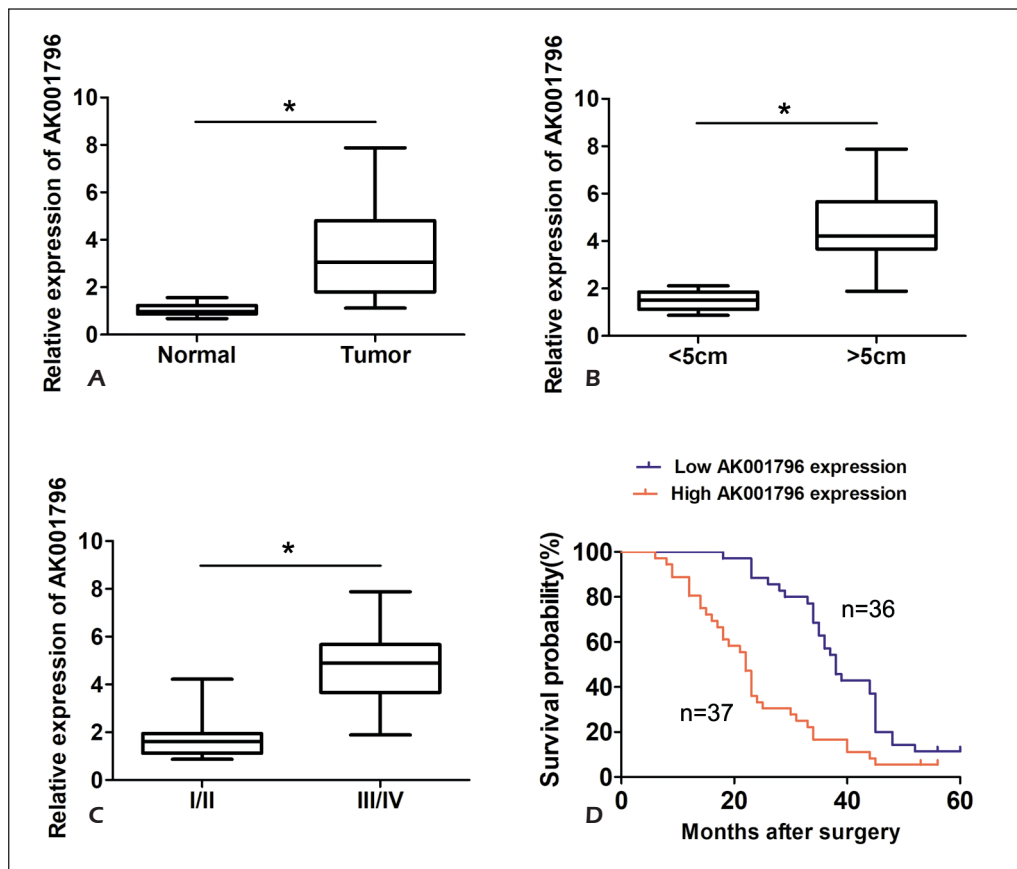 Relative expression of AK001796
10
8
6
4
2
0
*
Normal
Tumor
A
Relative expression of AK001796
10
8
6
4
2
0
*
<5cm
>5cm
B
Relative expression of AK001796
10
8
6
4
2
0
*
I/II
III/IV
C
Low AK001796 expression
High AK001796 expression
Survival probability(%)
100
80
60
40
20
0
n=36
n=37
0
20
40
60
Months after surgery
D